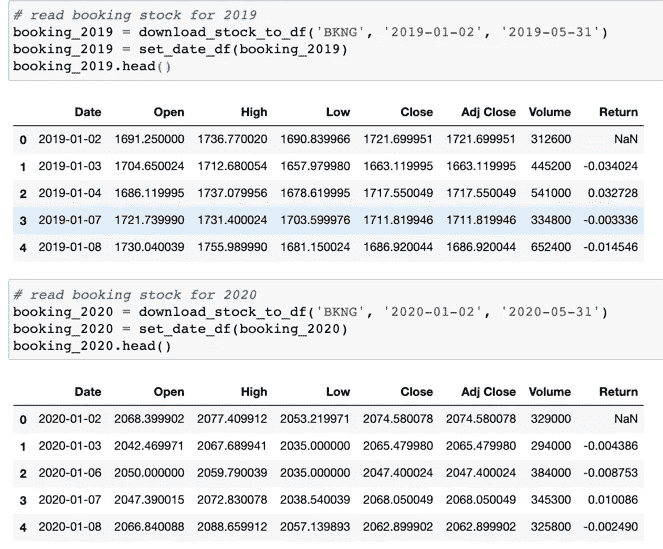 # read booking stock for 2019
booking_2019 = download_stock_to_df('BKNG', '2019-01-02', '2019-05-31')
booking_2019 = set_date_df(booking_2019)
booking_2019.head()
Date Open High Low Close Adj Close Volume Return
0 2019-01-02 1691.250000 1736.770020 1690.839966 1721.699951 1721.699951 312600 NaN
1 2019-01-03 1704.650024 1712.680054 1657.979980 1663.119995 1663.119995 445200 -0.034024
2 2019-01-04 1686.119995 1737.079956 1678.619995 1717.550049 1717.550049 541000 0.032728
3 2019-01-07 1721.739990 1731.400024 1703.599976 1711.819946 1711.819946 334800 -0.003336
4 2019-01-08 1730.040039 1755.989990 1681.150024 1686.920044 1686.920044 652400 -0.014546
# read booking stock for 2020
booking_2020 = download_stock_to_df('BKNG', '2020-01-02', '2020-05-31')
booking_2020 = set_date_df(booking_2020)
booking_2020.head()
Date Open High Low Close Adj Close Volume Return
0 2020-01-02 2068.399902 2077.409912 2053.219971 2074.580078 2074.580078 329000 NaN
1 2020-01-03 2042.469971 2067.689941 2035.000000 2065.479980 2065.479980 294000 -0.004386
2 2020-01-06 2050.000000 2059.790039 2035.000000 2047.400024 2047.400024 384000 -0.008753
3 2020-01-07 2047.390015 2072.830078 2038.540039 2068.050049 2068.050049 345300 0.010086
4 2020-01-08 2066.840088 2088.659912 2057.139893 2062.899902 2062.899902 325800 -0.002490